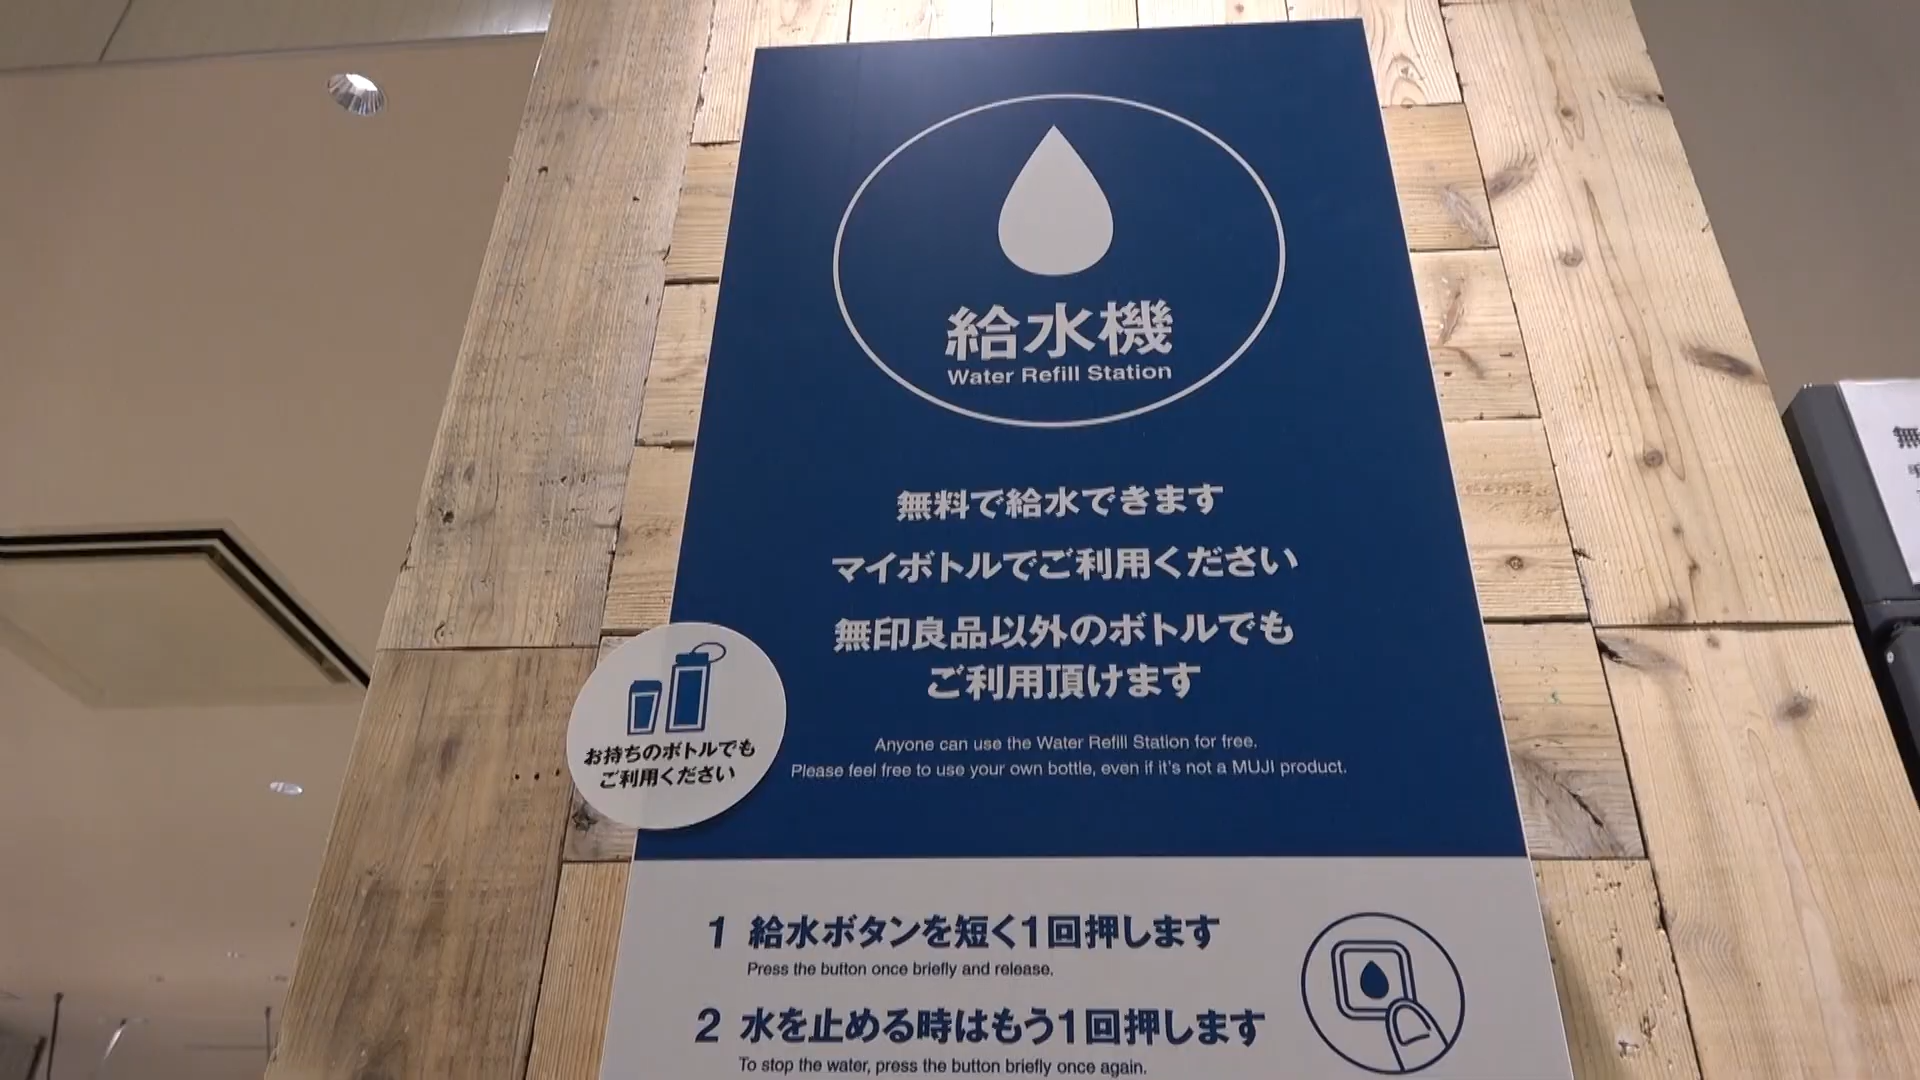 給水機
Water Refill Station
無料で給水できます
マイボトルでご利用ください
無印良品以外のボトルでも
ご利用頂けます
Anyone can use the Water Refill Station for free.
Please feel free to use your own bottle, even if it's not a MUJI product.
お持ちのボトルでも
ご利用ください
1 給水ボタンを短く1回押します
Press the button once briefly and release.
2 水を止める時はもう1回押します
To stop the water, press the button briefly once again.
無